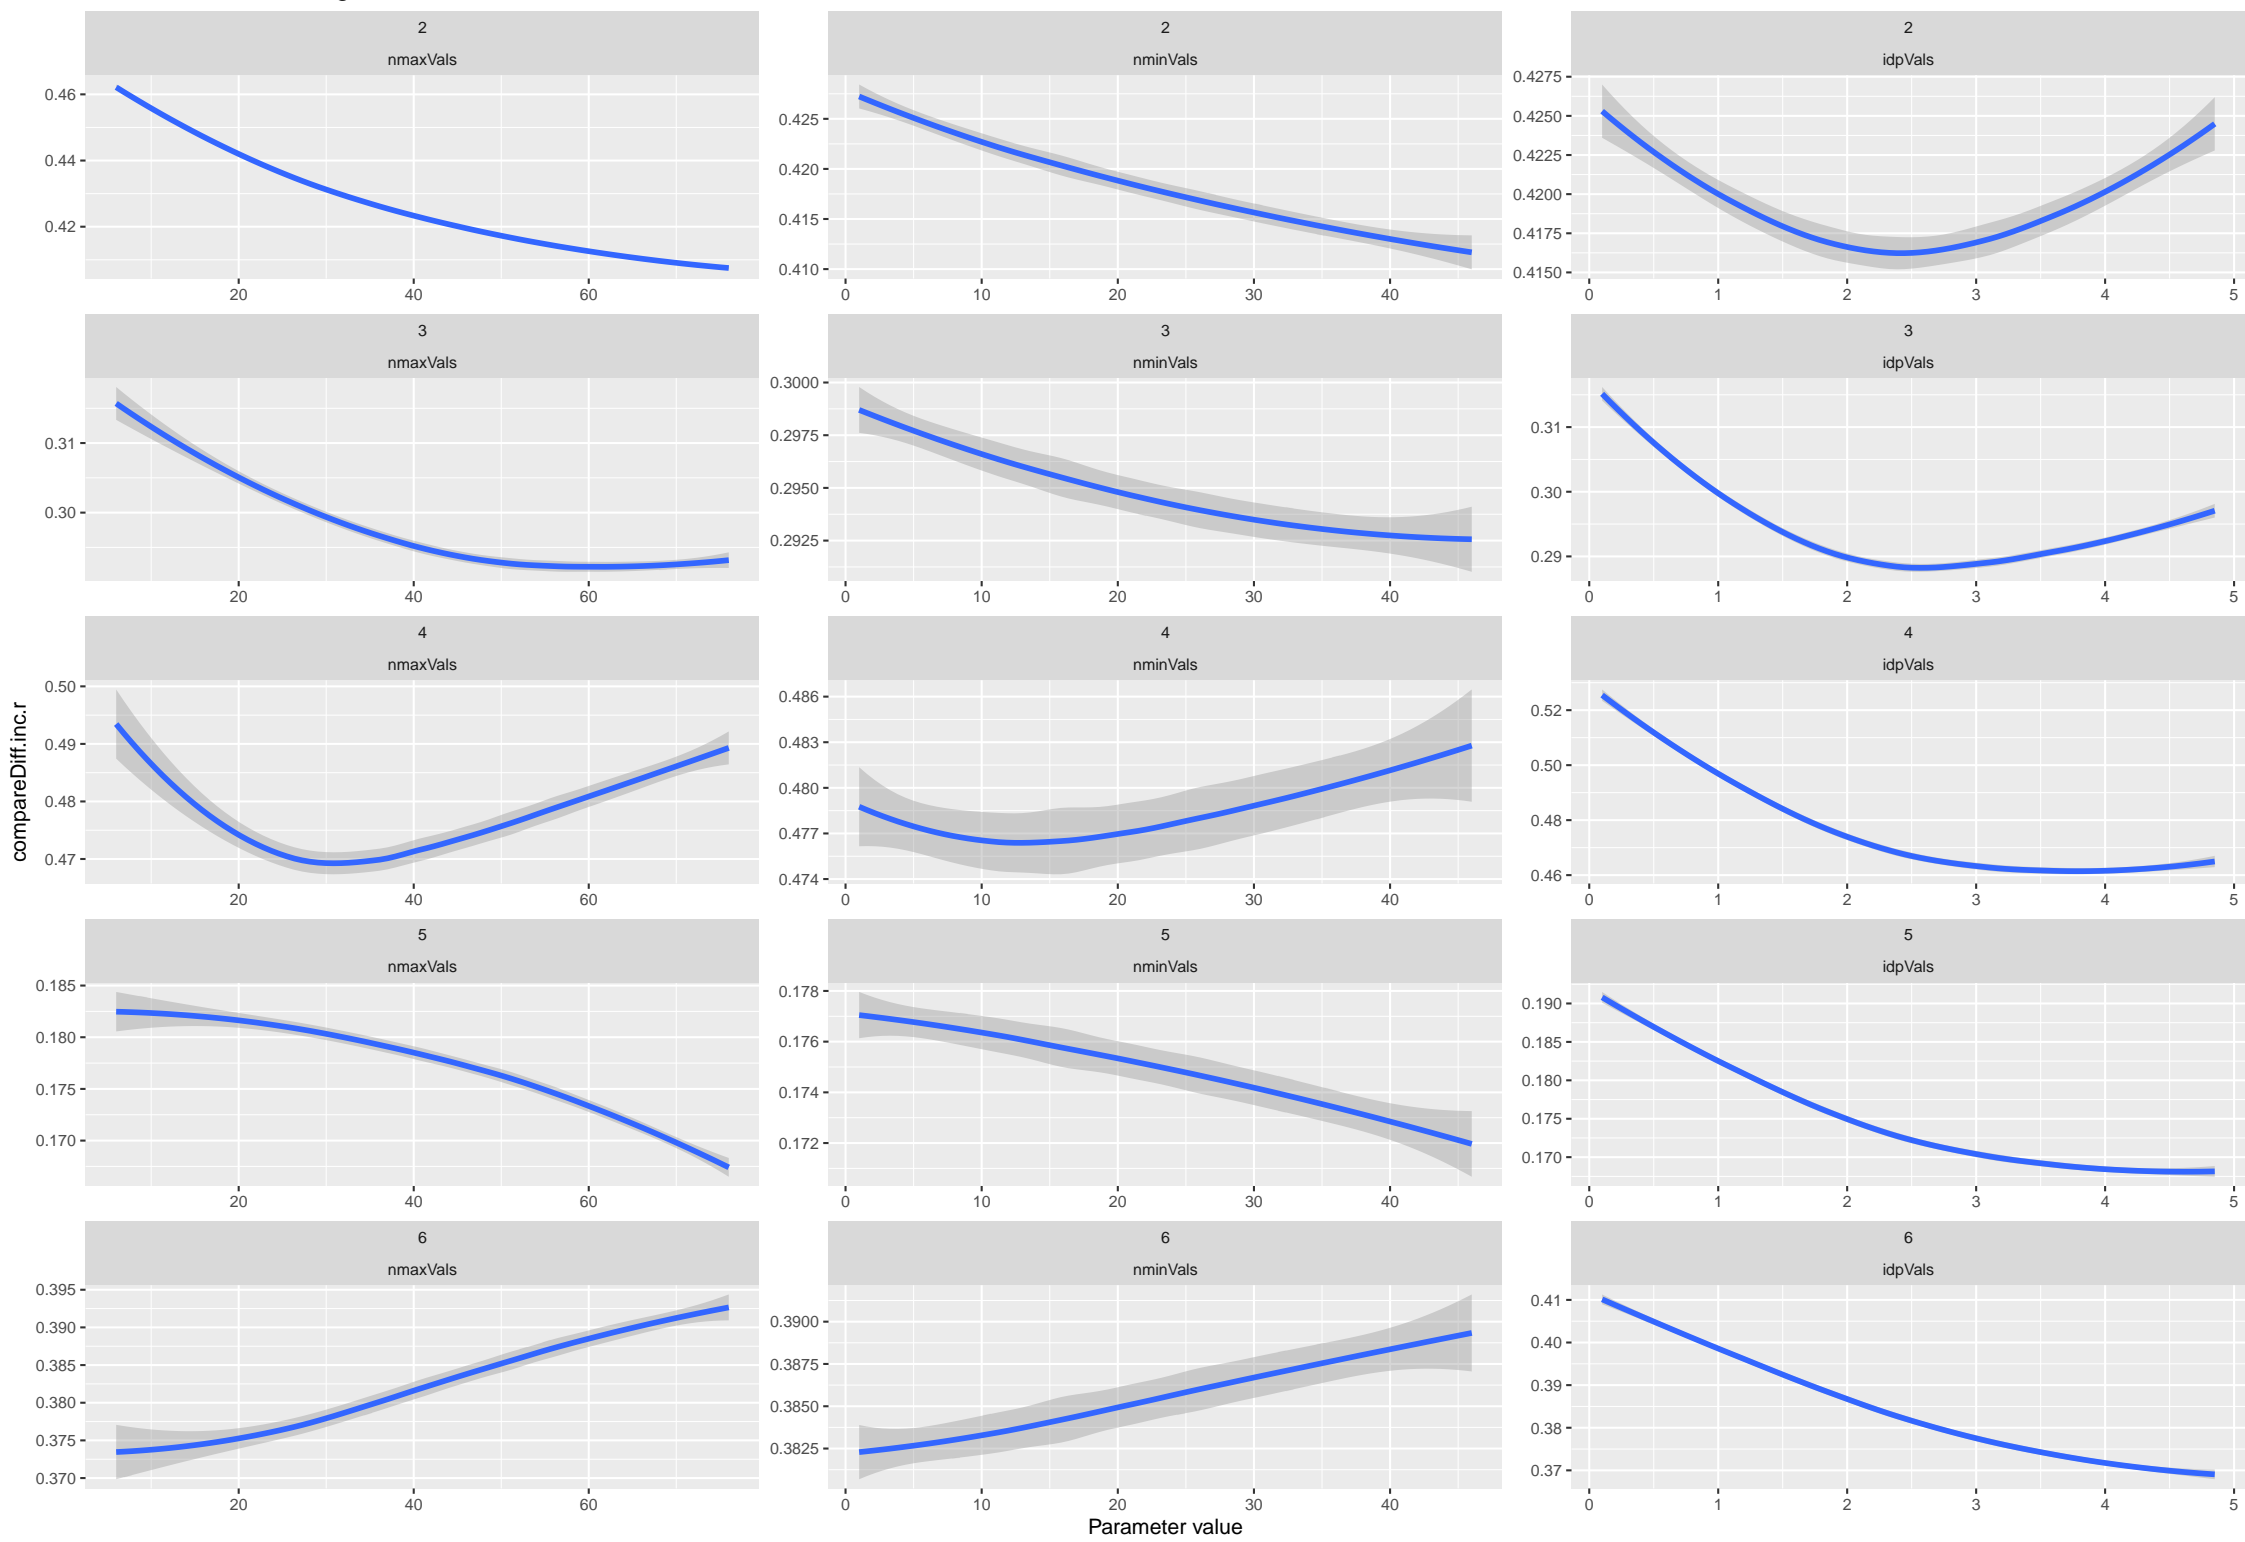 2 2 2
nmaxVals nminVals idpVals
0.46 0.44 0.42
0.425 0.420 0.415 0.410
0.4275 0.4250 0.4225 0.4200 0.4175 0.4150
20 40 60 0 10 20 30 40 0 1 2 3 4 5
3 3 3
nmaxVals nminVals idpVals
0.31 0.30
0.3000 0.2975 0.2950 0.2925
0.31 0.30 0.29
20 40 60 0 10 20 30 40 0 1 2 3 4 5
4 4 4
nmaxVals nminVals idpVals
0.50 0.49 0.48 0.47
0.486 0.483 0.480 0.477 0.474
0.52 0.50 0.48 0.46
20 40 60 0 10 20 30 40 0 1 2 3 4 5
compareDiff.inc.r
5 5 5
nmaxVals nminVals idpVals
0.185 0.180 0.175 0.170
0.178 0.176 0.174 0.172
0.190 0.185 0.180 0.175 0.170
20 40 60 0 10 20 30 40 0 1 2 3 4 5
6 6 6
nmaxVals nminVals idpVals
0.395 0.390 0.385 0.380 0.375 0.370
0.3900 0.3875 0.3850 0.3825
0.41 0.40 0.39 0.38 0.37
20 40 60 0 10 20 30 40 0 1 2 3 4 5
Parameter value